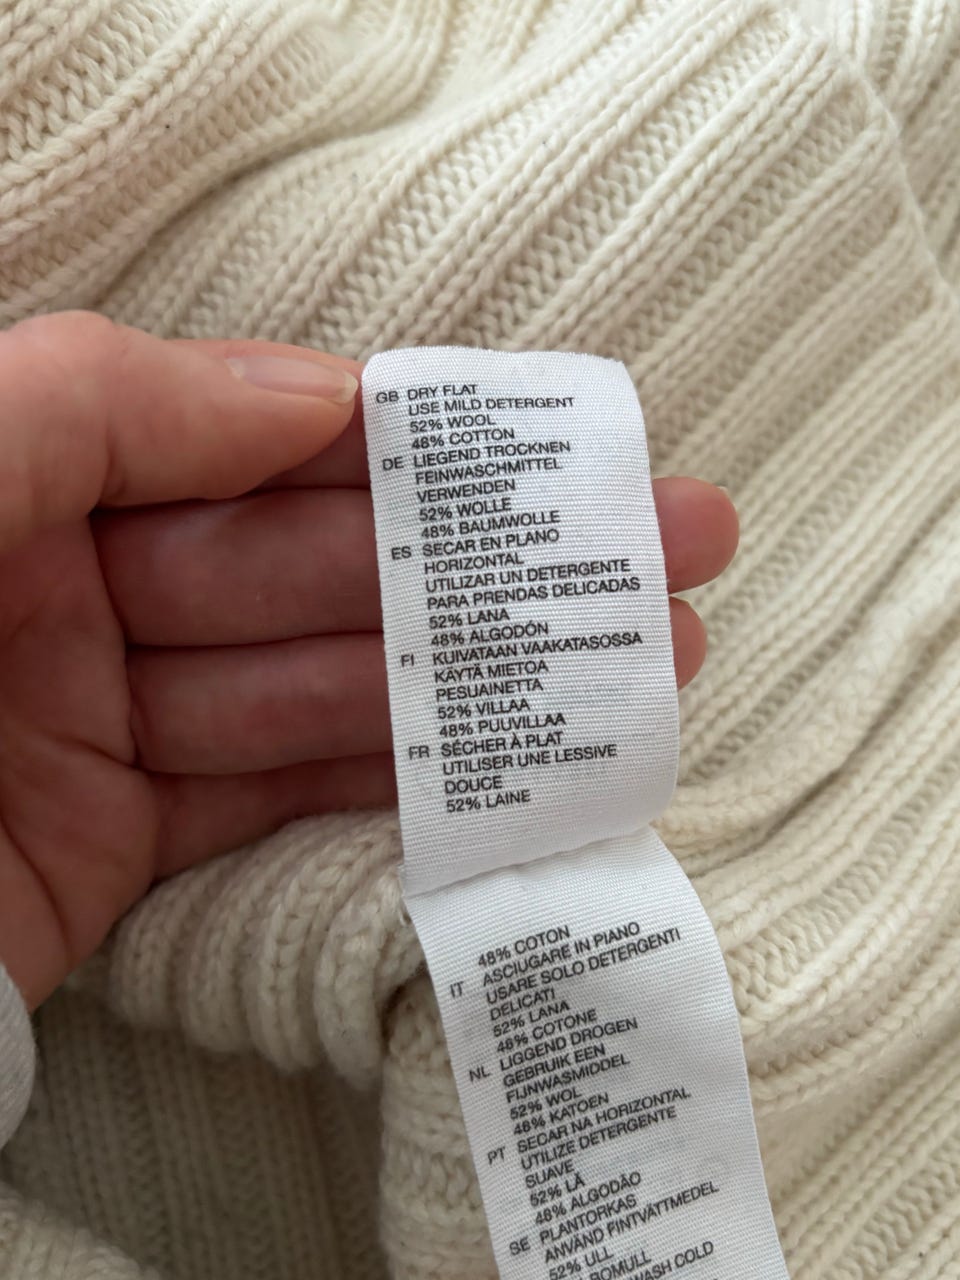 GB DRY FLAT
USE MILD DETERGENT
52% WOOL
48% COTTON
DE LIEGEND TROCKNEN
FEINWASCHMITTEL
VERWENDEN
52% WOLLE
48% BAUMWOLLE
ES SECAR EN PLANO
HORIZONTAL
UTILIZAR UN DETERGENTE
PARA PRENDAS DELICADAS
52% LANA
48% ALGODÓN
FI KUIVATAAN VAAKATASOSSA
KÄYTÄ MIETOA
PESUAINETTA
52% VILLAA
48% PUUVILLAA
FR SÉCHER À PLAT
UTILISER UNE LESSIVE
DOUCE
52% LAINE
48% COTON
IT ASCIUGARE IN PIANO
USARE SOLO DETERGENTI
DELICATI
52% LANA
48% COTONE
NL LIGGEND DROGEN
GEBRUIK EEN
FIJNWASMIDDEL
52% WOL
48% KATOEN
PT SECAR NA HORIZONTAL
UTILIZE DETERGENTE
SUAVE
52% LÃ
48% ALGODÃO
SE PLANTORKAS
ANVÄND FINTVÄTTMEDEL
52% ULL
BOMULL
WASH COLD